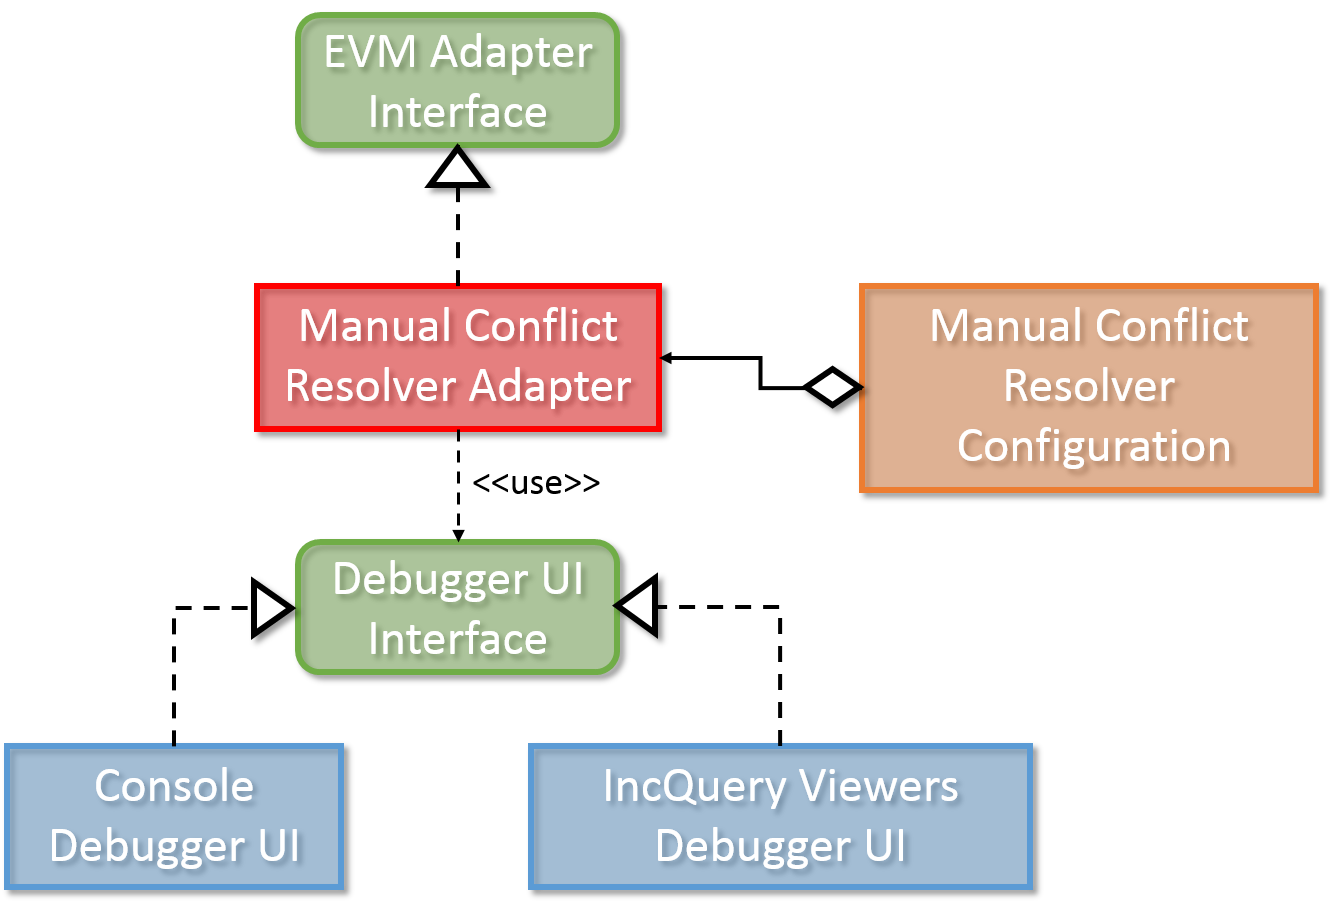 EVM Adapter
Interface
Manual Conflict
Resolver Adapter
Manual Conflict
Resolver
Configuration
<<use>>
Debugger UI
Interface
Console
Debugger UI
IncQuery Viewers
Debugger UI